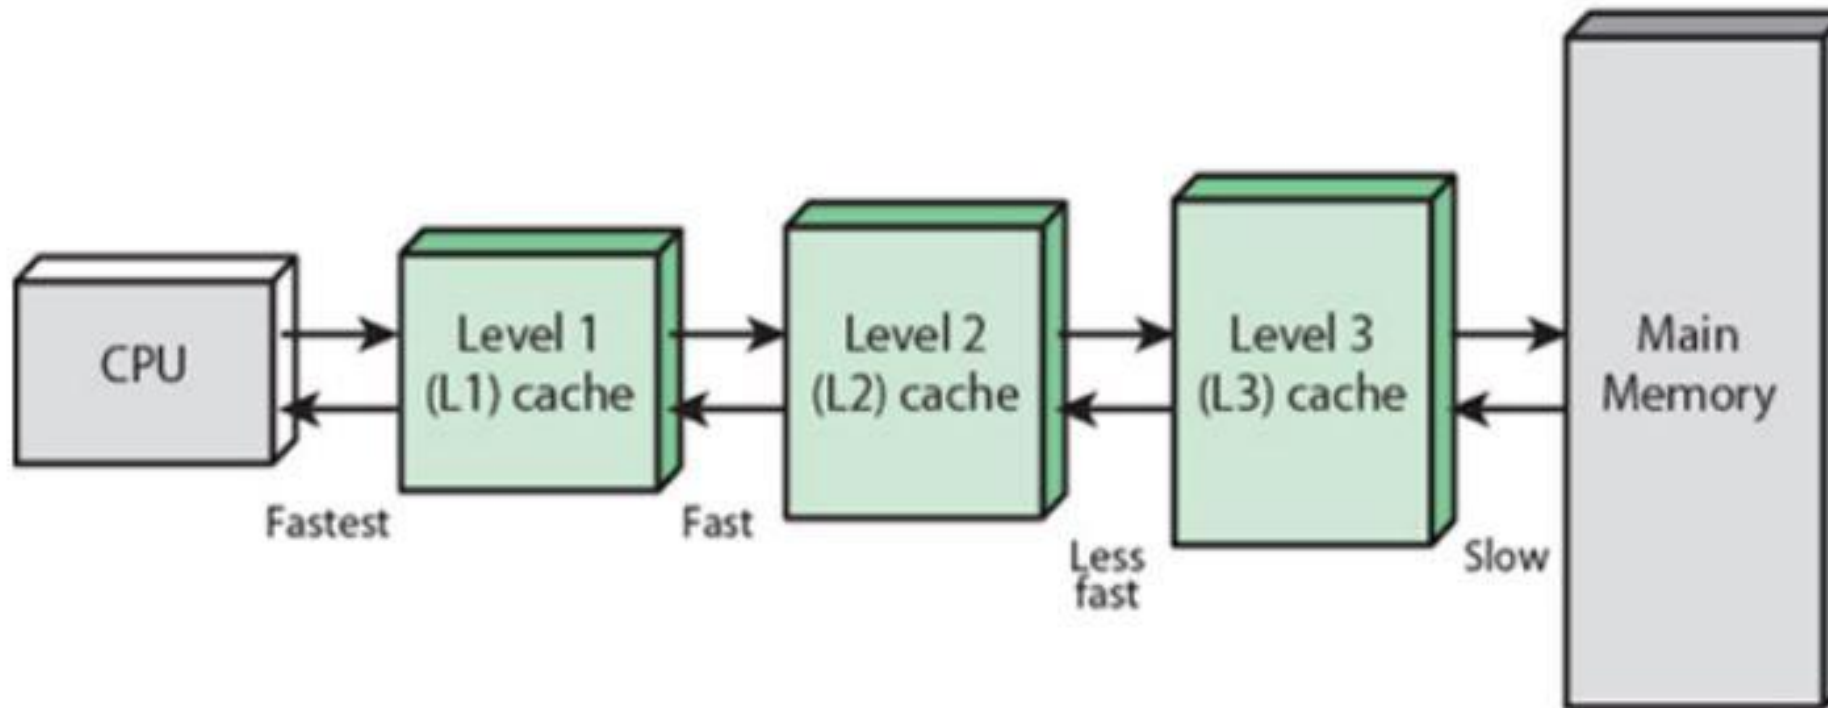 CPU
Level 1
(L1) cache
Level 2
(L2) cache
Level 3
(L3) cache
Main
Memory
Fastest
Fast
Less
fast
Slow